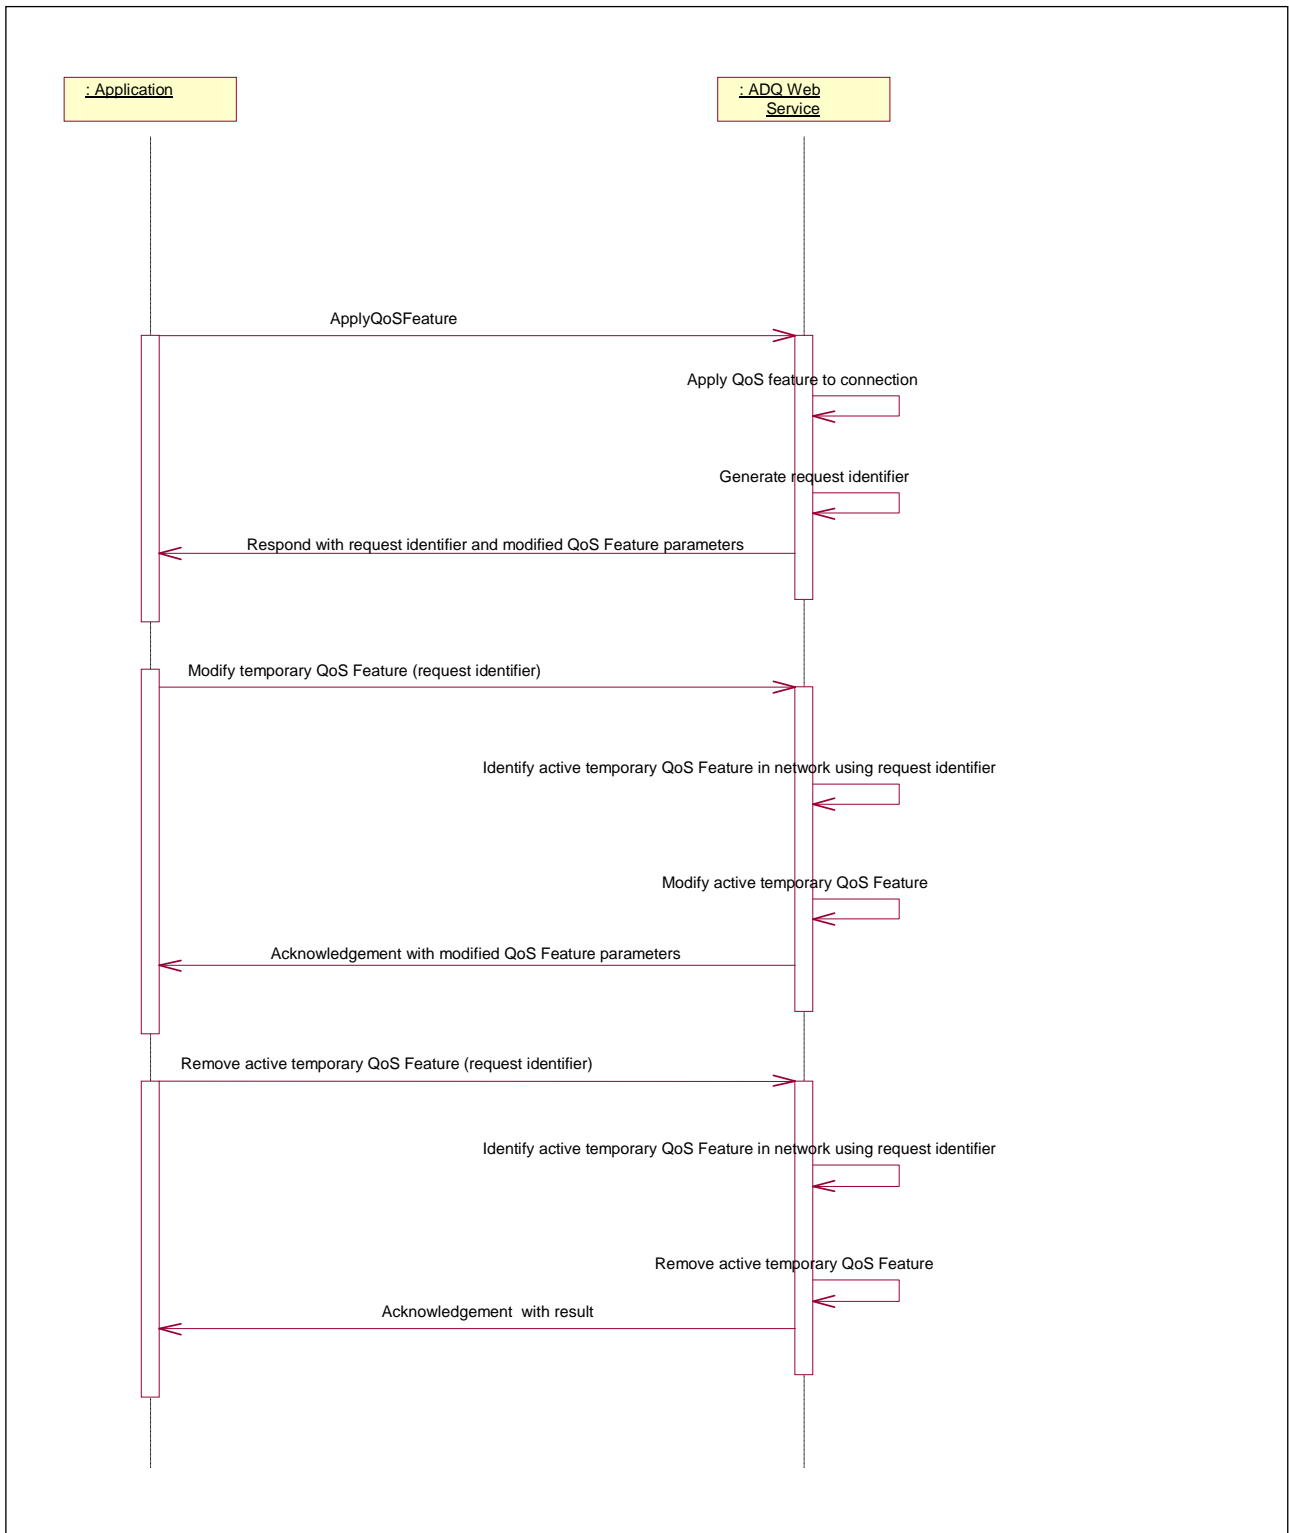 : Application
: ADQ Web
Service
ApplyQoSFeature
Apply QoS feature to connection
Generate request identifier
Respond with request identifier and modified QoS Feature parameters
Modify temporary QoS Feature (request identifier)
Identify active temporary QoS Feature in network using request identifier
Modify active temporary QoS Feature
Acknowledgement with modified QoS Feature parameters
Remove active temporary QoS Feature (request identifier)
Identify active temporary QoS Feature in network using request identifier
Remove active temporary QoS Feature
Acknowledgement  with result